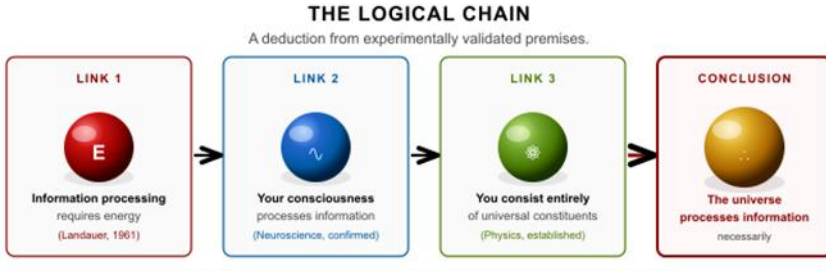 THE LOGICAL CHAIN
A deduction from experimentally validated premises.
LINK 1
E
Information processing
requires energy
(Landauer, 1961)
LINK 2
∿
Your consciousness
processes information
(Neuroscience, confirmed)
LINK 3
⚛
You consist entirely
of universal constituents
(Physics, established)
CONCLUSION
∴
The universe
processes information
necessarily